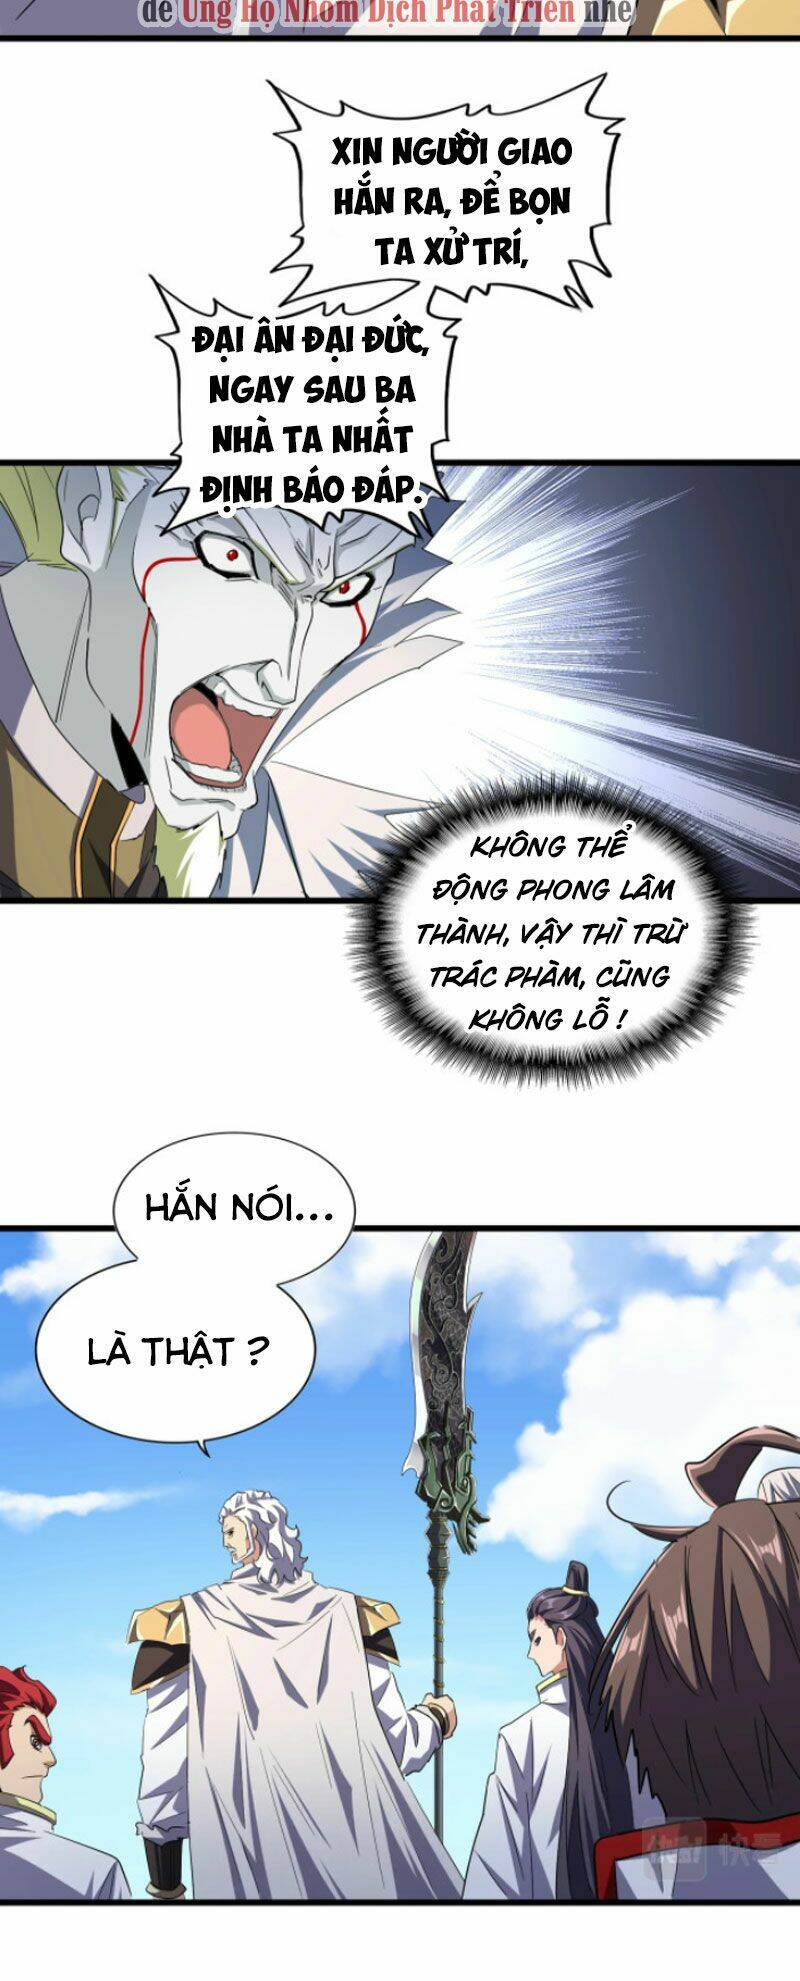 để Ủng Hộ Nhóm Dịch Phát Triển nhé
XIN NGƯỜI GIAO
HẮN RA, ĐỂ BỌN
TA XỬ TRÍ,
ĐẠI ÂN ĐẠI ĐỨC,
NGAY SAU BA
NHÀ TA NHẤT
ĐỊNH BÁO ĐÁP.
KHÔNG THỂ
ĐỘNG PHONG LÂM
THÀNH, VẬY THÌ TRỪ
TRÁC PHÀM, CŨNG
KHÔNG LỖ !
HẮN NÓI...
LÀ THẬT ?
快看